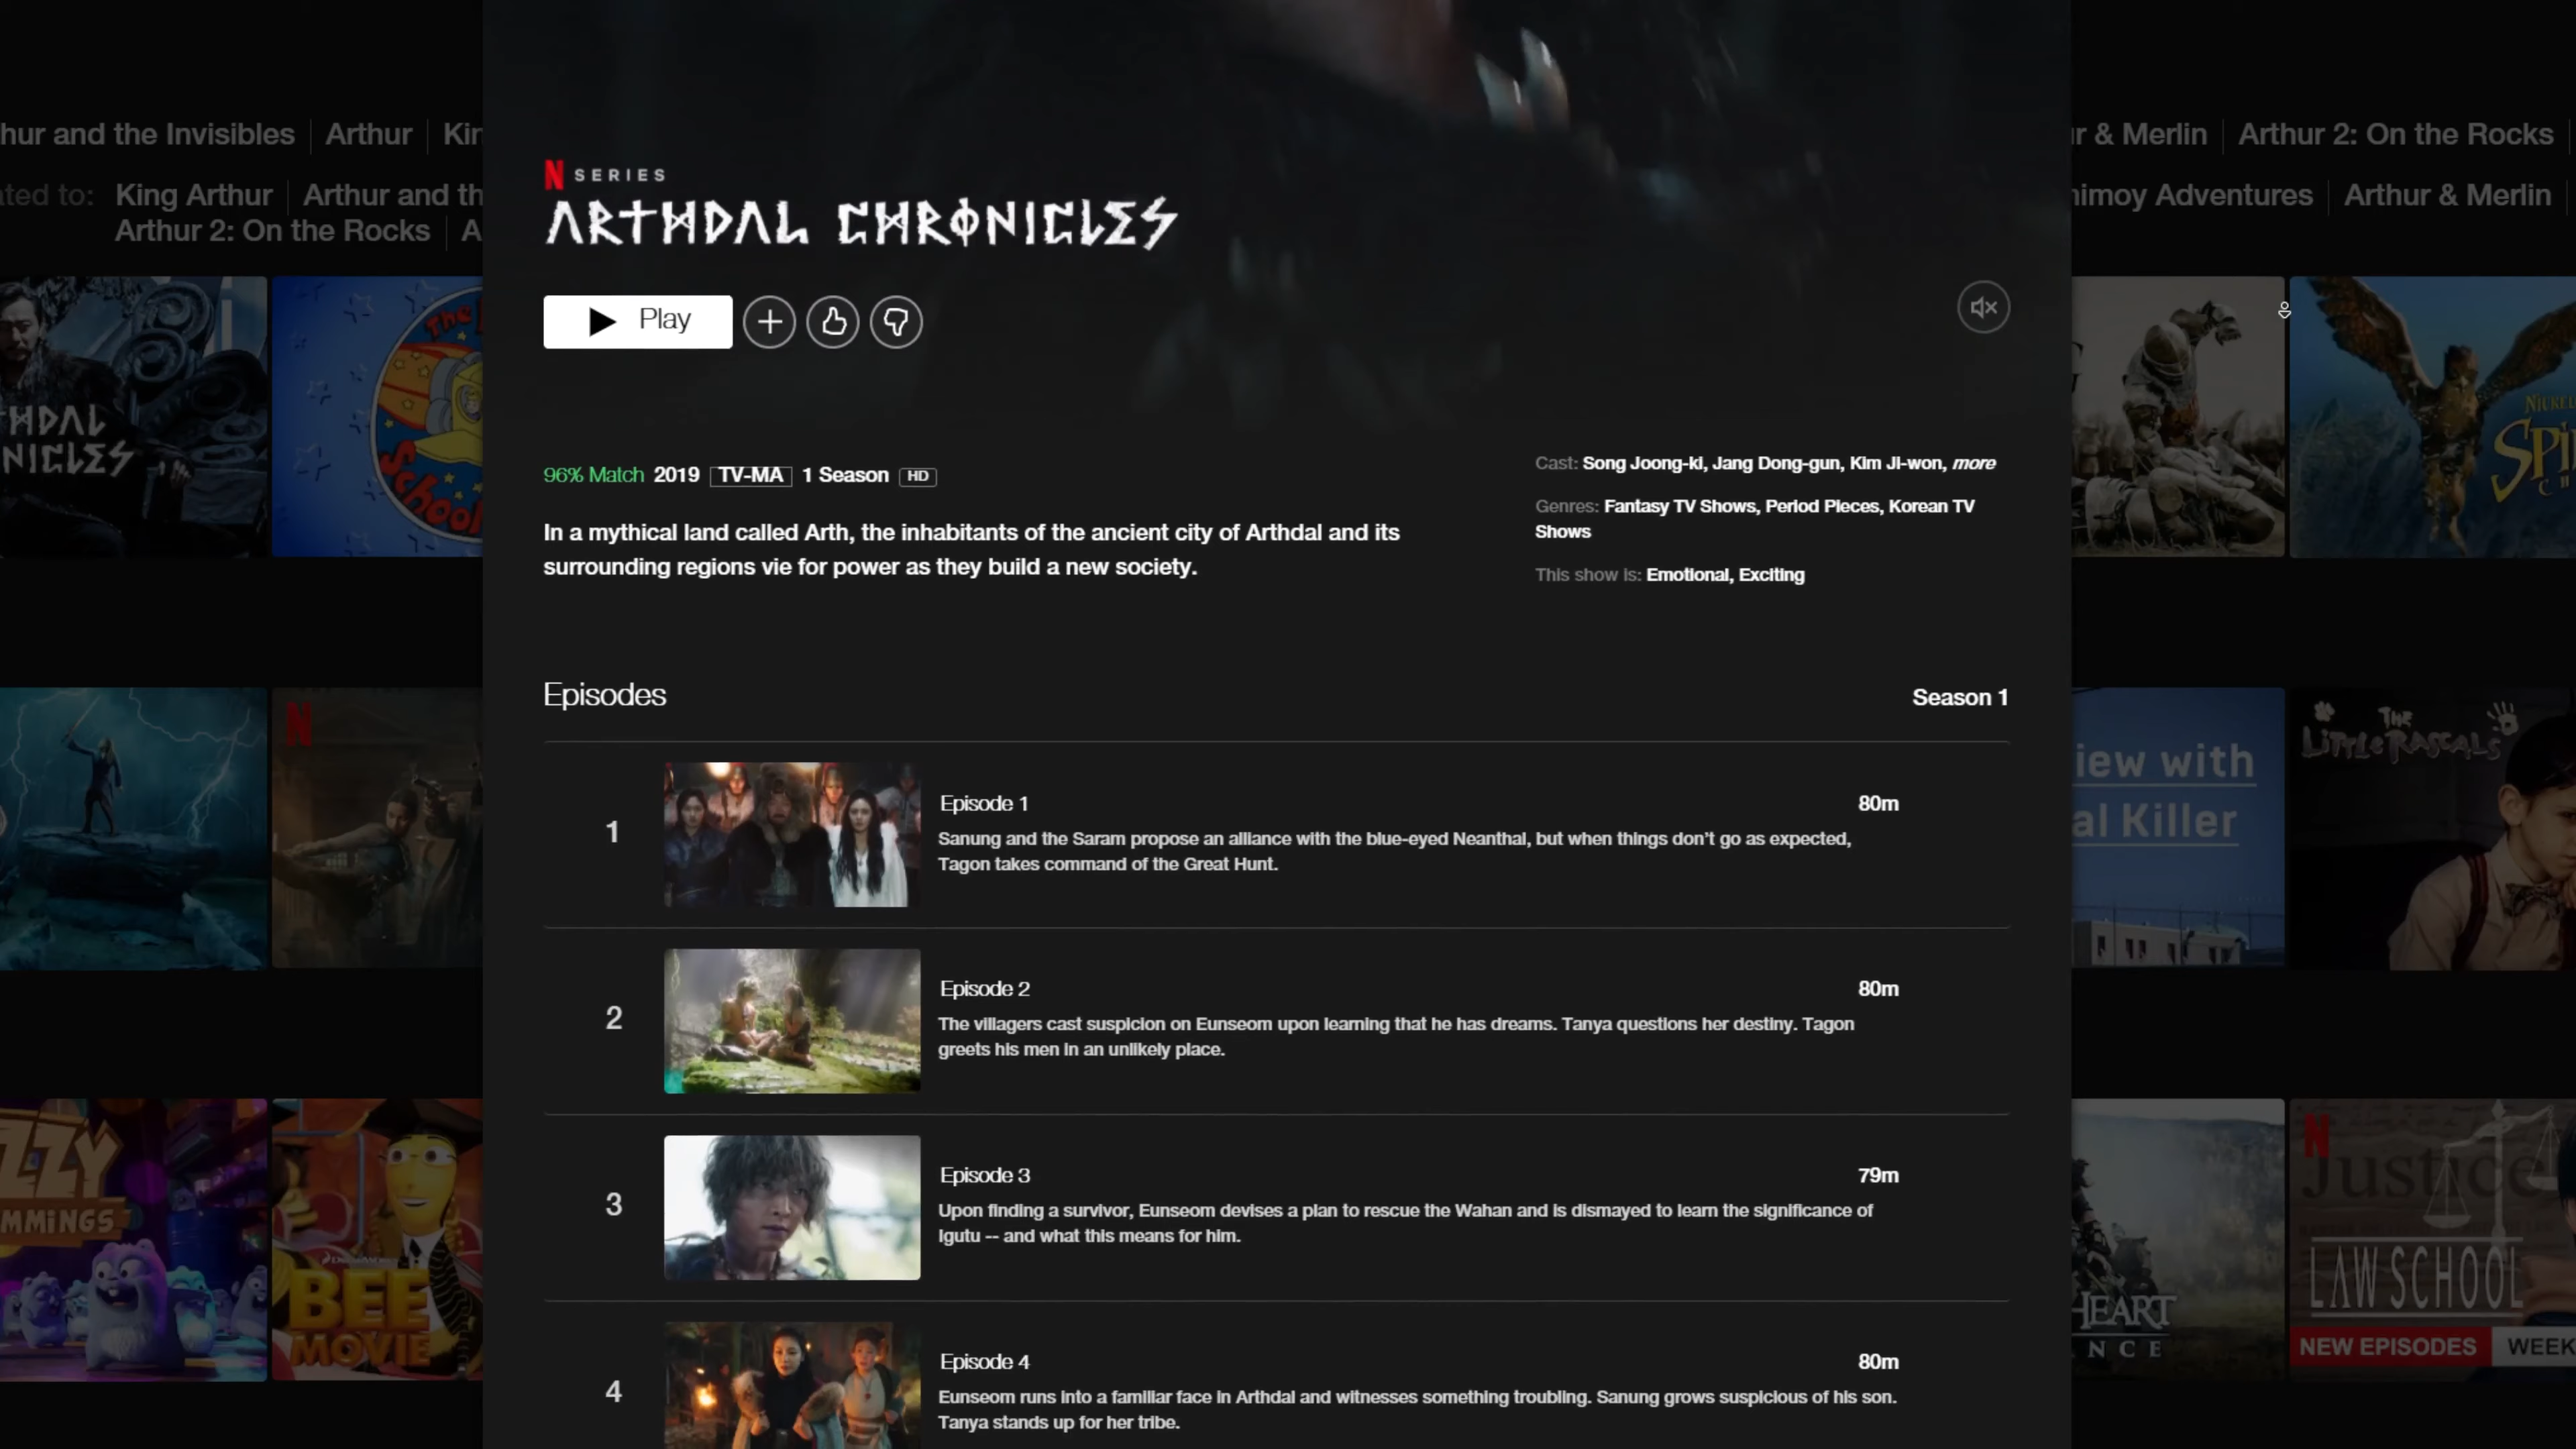 hur and the Invisibles | Arthur | Kin
r & Merlin | Arthur 2: On the Rocks
ated to: King Arthur | Arthur and th
himoy Adventures | Arthur & Merlin
Arthur 2: On the Rocks | A
N SERIES
ARTHDAL CHRONICLES
Play
HDAL
NICLES
The
School
SPI
C H
96% Match 2019 TV-MA 1 Season HD
In a mythical land called Arth, the inhabitants of the ancient city of Arthdal and its
surrounding regions vie for power as they build a new society.
Cast: Song Joong-ki, Jang Dong-gun, Kim Ji-won, more
Genres: Fantasy TV Shows, Period Pieces, Korean TV
Shows
This show is: Emotional, Exciting
Episodes
Season 1
N
iew with
al Killer
THE
LITTLE RASCALS
1
Episode 1
80m
Sanung and the Saram propose an alliance with the blue-eyed Neanthal, but when things don't go as expected,
Tagon takes command of the Great Hunt.
2
Episode 2
80m
The villagers cast suspicion on Eunseom upon learning that he has dreams. Tanya questions her destiny. Tagon
greets his men in an unlikely place.
3
Episode 3
79m
Upon finding a survivor, Eunseom devises a plan to rescue the Wahan and is dismayed to learn the significance of
Igutu -- and what this means for him.
4
Episode 4
80m
Eunseom runs into a familiar face in Arthdal and witnesses something troubling. Sanung grows suspicious of his son.
Tanya stands up for her tribe.
ZZY
MMINGS
BEE
MOVIE
HEART
NCE
N
Justice
LAW SCHOOL
NEW EPISODES WEEK